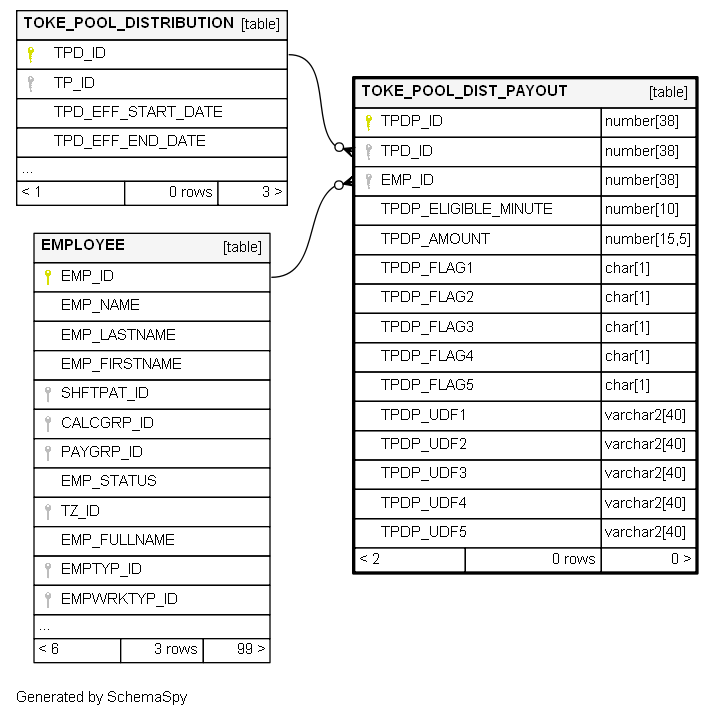 TOKE_POOL_DISTRIBUTION [table]
TPD_ID
TP_ID
TPD_EFF_START_DATE
TPD_EFF_END_DATE
...
< 1 0 rows 3 >
TOKE_POOL_DIST_PAYOUT [table]
TPDP_ID number[38]
TPD_ID number[38]
EMP_ID number[38]
TPDP_ELIGIBLE_MINUTE number[10]
TPDP_AMOUNT number[15,5]
TPDP_FLAG1 char[1]
TPDP_FLAG2 char[1]
TPDP_FLAG3 char[1]
TPDP_FLAG4 char[1]
TPDP_FLAG5 char[1]
TPDP_UDF1 varchar2[40]
TPDP_UDF2 varchar2[40]
TPDP_UDF3 varchar2[40]
TPDP_UDF4 varchar2[40]
TPDP_UDF5 varchar2[40]
< 2 0 rows 0 >
EMPLOYEE [table]
EMP_ID
EMP_NAME
EMP_LASTNAME
EMP_FIRSTNAME
SHFTPAT_ID
CALCGRP_ID
PAYGRP_ID
EMP_STATUS
TZ_ID
EMP_FULLNAME
EMPTYP_ID
EMPWRKTYP_ID
...
< 6 3 rows 99 >
Generated by SchemaSpy